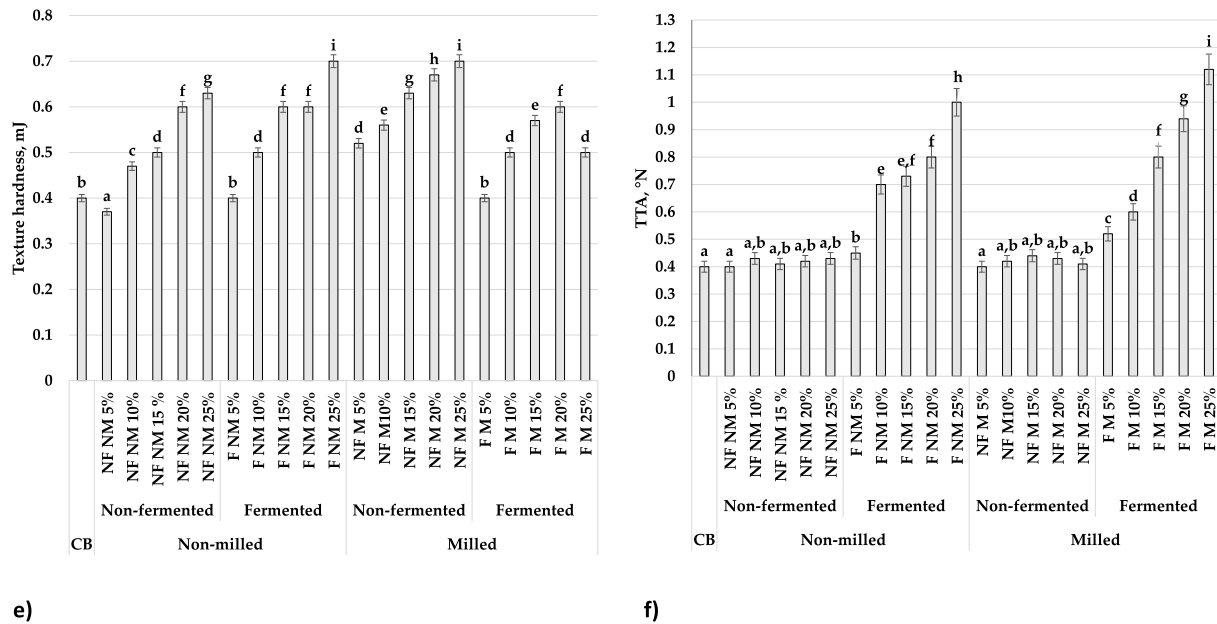 Texture hardness, mJ
0.8
0.7
0.6
0.5
0.4
0.3
0.2
0.1
0
b
a
c
d
f
g
b
d
f
f
i
d
e
g
h
i
b
d
e
f
d
NF NM 5%
NF NM 10%
NF NM 15 %
NF NM 20%
NF NM 25%
F NM 5%
F NM 10%
F NM 15%
F NM 20%
F NM 25%
NF M 5%
NF M10%
NF M 15%
NF M 20%
NF M 25%
F M 5%
F M 10%
F M 15%
F M 20%
F M 25%
Non-fermented
Fermented
Non-fermented
Fermented
CB
Non-milled
Milled
e)
TTA, °N
1.3
1.2
1.1
1
0.9
0.8
0.7
0.6
0.5
0.4
0.3
0.2
0.1
0
a
a
a,b
a,b
a,b
a,b
b
e
e,f
f
h
a
a,b
a,b
a,b
a,b
c
d
f
g
i
NF NM 5%
NF NM 10%
NF NM 15 %
NF NM 20%
NF NM 25%
F NM 5%
F NM 10%
F NM 15%
F NM 20%
F NM 25%
NF M 5%
NF M10%
NF M 15%
NF M 20%
NF M 25%
F M 5%
F M 10%
F M 15%
F M 20%
F M 25%
Non-fermented
Fermented
Non-fermented
Fermented
CB
Non-milled
Milled
f)